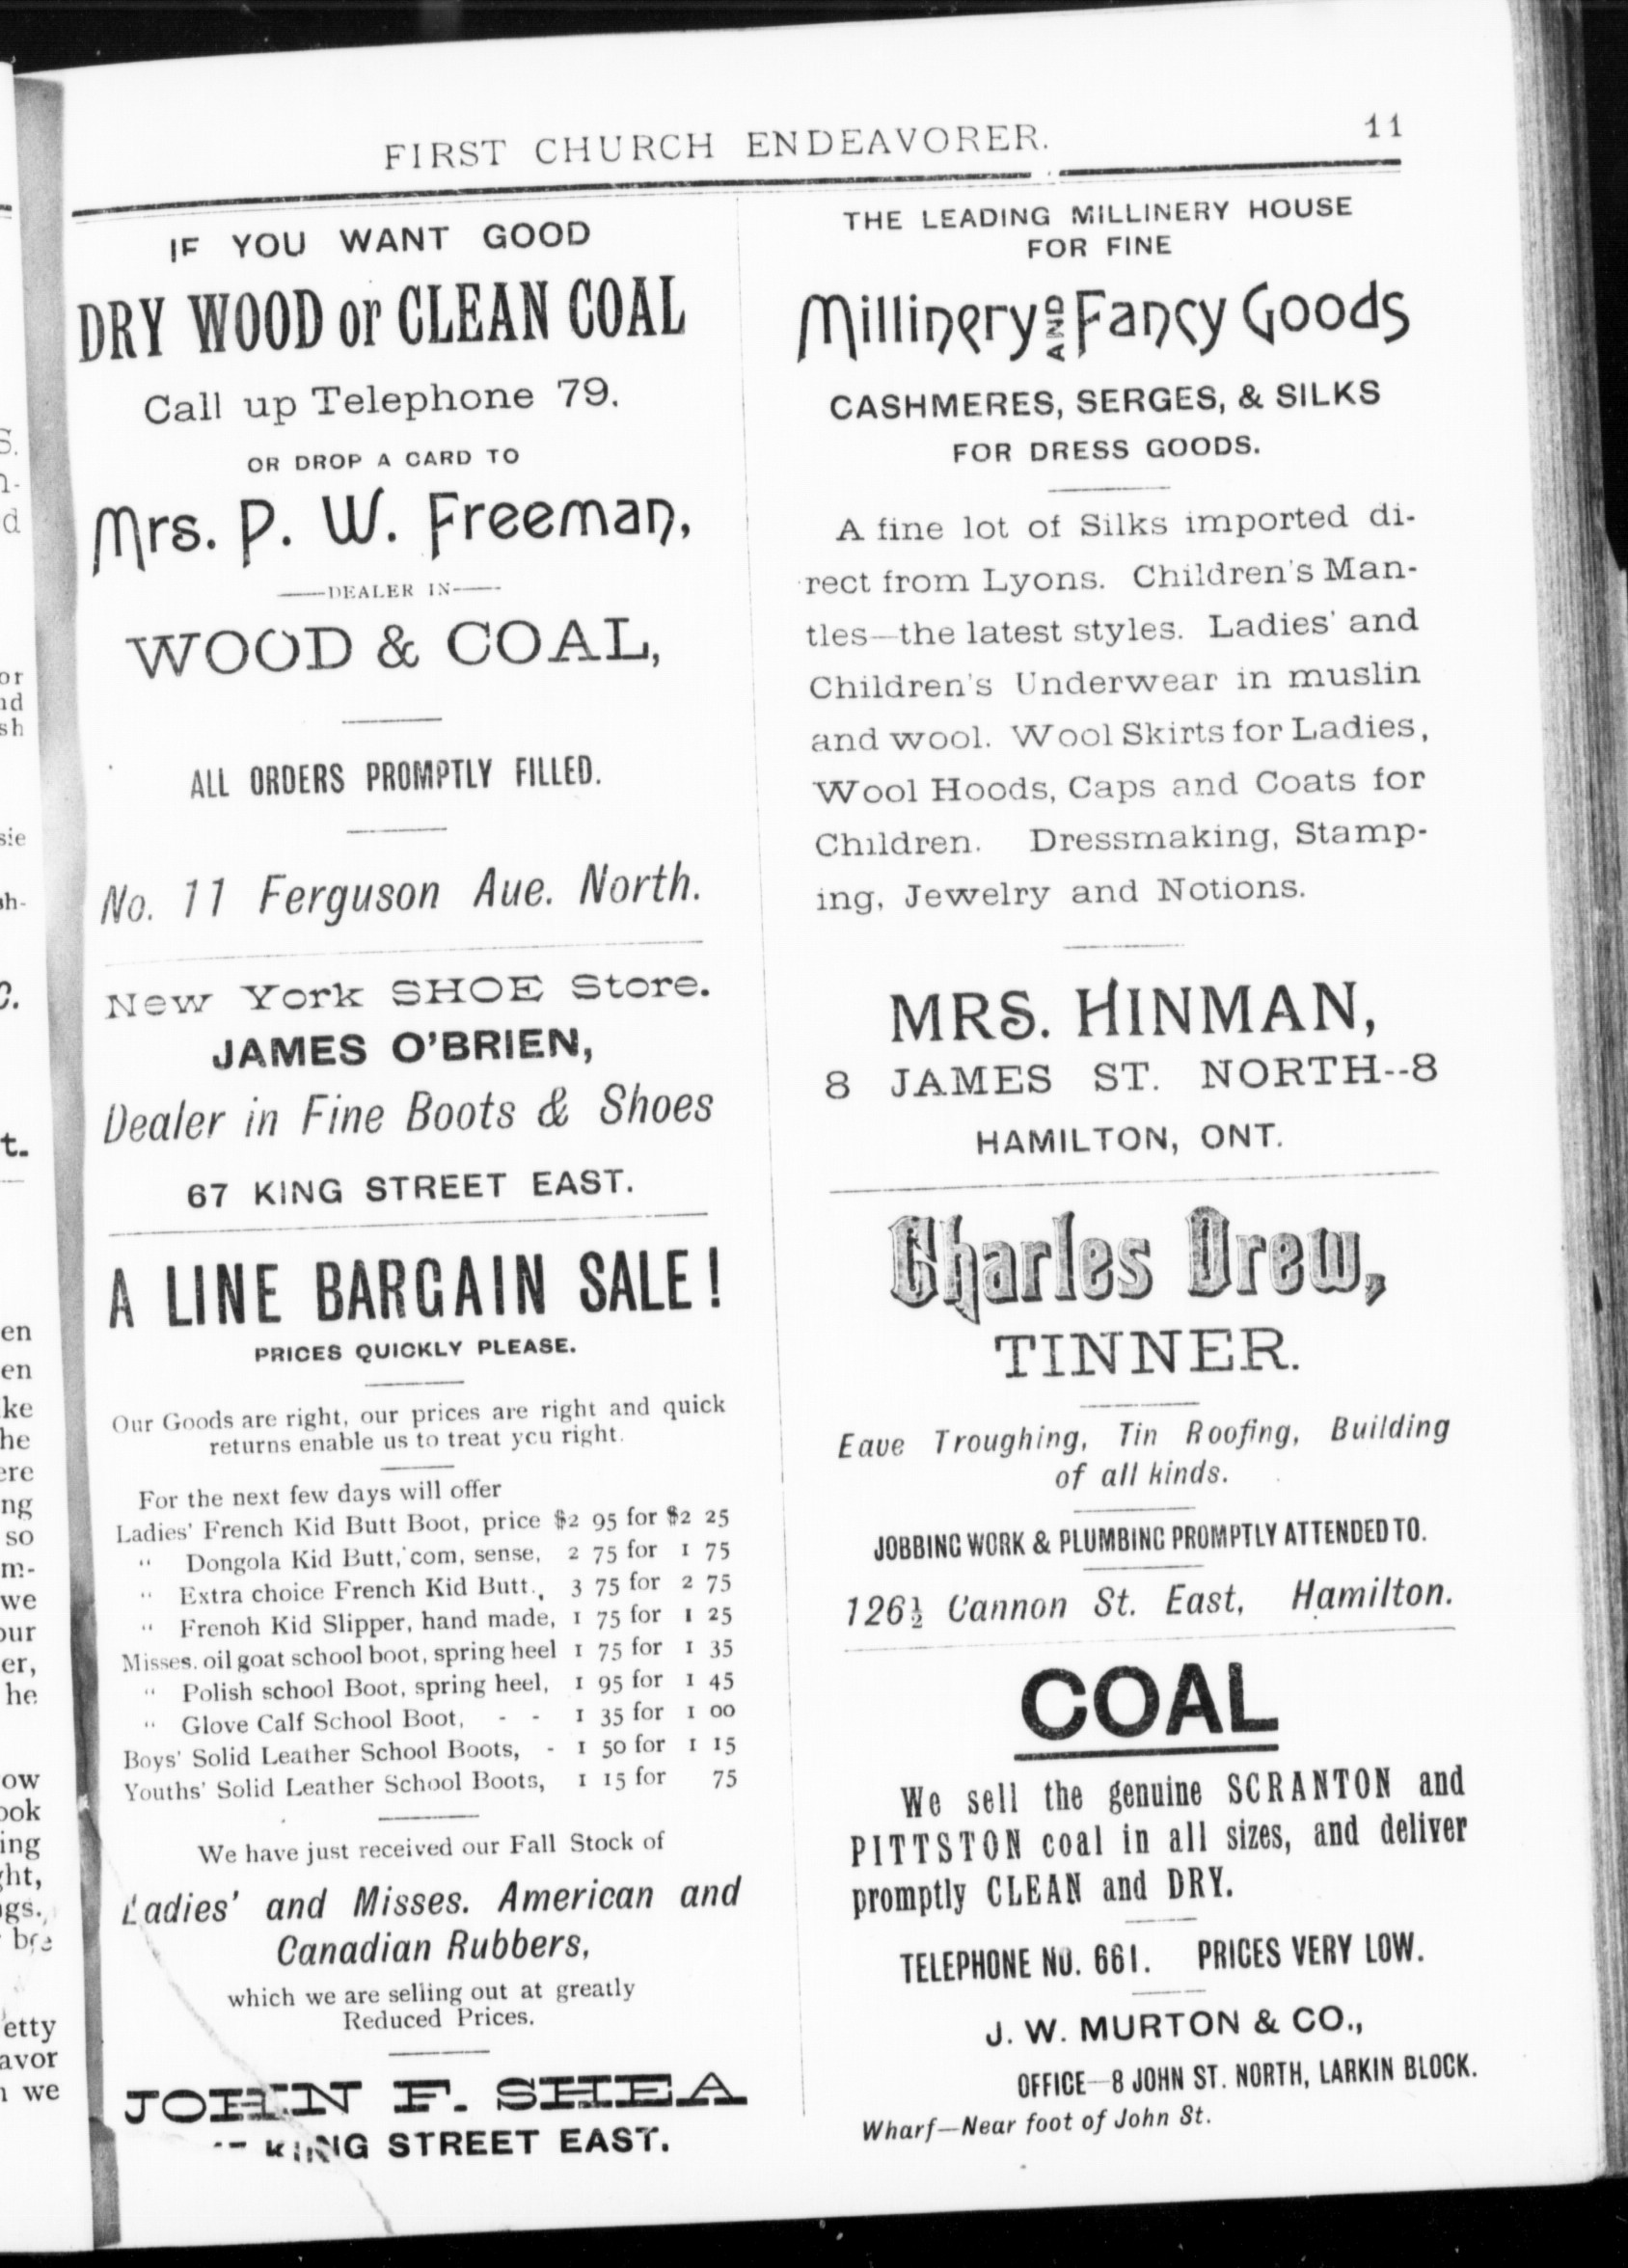 FIRST CHURCH ENDEAVORER. 11
IF YOU WANT GOOD
DRY WOOD or CLEAN COAL
Call up Telephone 79.
OR DROP A CARD TO
Mrs. P. W. Freeman,
——DEALER IN——
WOOD & COAL,
ALL ORDERS PROMPTLY FILLED.
No. 11 Ferguson Ave. North.
New York SHOE Store.
JAMES O'BRIEN,
Dealer in Fine Boots & Shoes
67 KING STREET EAST.
A LINE BARGAIN SALE!
PRICES QUICKLY PLEASE.
Our Goods are right, our prices are right and quick
returns enable us to treat you right.
For the next few days will offer
Ladies' French Kid Butt Boot, price $2 95 for $2 25
" Dongola Kid Butt, com, sense, 2 75 for 1 75
" Extra choice French Kid Butt., 3 75 for 2 75
" Frenoh Kid Slipper, hand made, 1 75 for 1 25
Misses. oil goat school boot, spring heel 1 75 for 1 35
" Polish school Boot, spring heel, 1 95 for 1 45
" Glove Calf School Boot, - - 1 35 for 1 00
Boys' Solid Leather School Boots, - 1 50 for 1 15
Youths' Solid Leather School Boots, 1 15 for 75
We have just received our Fall Stock of
Ladies' and Misses. American and
Canadian Rubbers,
which we are selling out at greatly
Reduced Prices.
JOHN F. SHEA
KING STREET EAST.
THE LEADING MILLINERY HOUSE
FOR FINE
Millinery AND Fancy Goods
CASHMERES, SERGES, & SILKS
FOR DRESS GOODS.
A fine lot of Silks imported di-
rect from Lyons. Children's Man-
tles—the latest styles. Ladies' and
Children's Underwear in muslin
and wool. Wool Skirts for Ladies,
Wool Hoods, Caps and Coats for
Children. Dressmaking, Stamp-
ing, Jewelry and Notions.
MRS. HINMAN,
8 JAMES ST. NORTH--8
HAMILTON, ONT.
Charles Drew,
TINNER.
Eave Troughing, Tin Roofing, Building
of all kinds.
JOBBING WORK & PLUMBING PROMPTLY ATTENDED TO.
126½ Cannon St. East, Hamilton.
COAL
We sell the genuine SCRANTON and
PITTSTON coal in all sizes, and deliver
promptly CLEAN and DRY.
TELEPHONE NO. 661. PRICES VERY LOW.
J. W. MURTON & CO.,
OFFICE—8 JOHN ST. NORTH, LARKIN BLOCK.
Wharf—Near foot of John St.